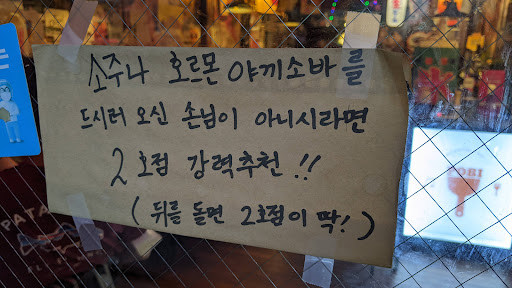 소주나 호르몬 야끼소바를
드시러 오신 손님이 아니시라면
2호점 강력추천!!
(뒤를 돌면 2호점이 딱!)
PATA